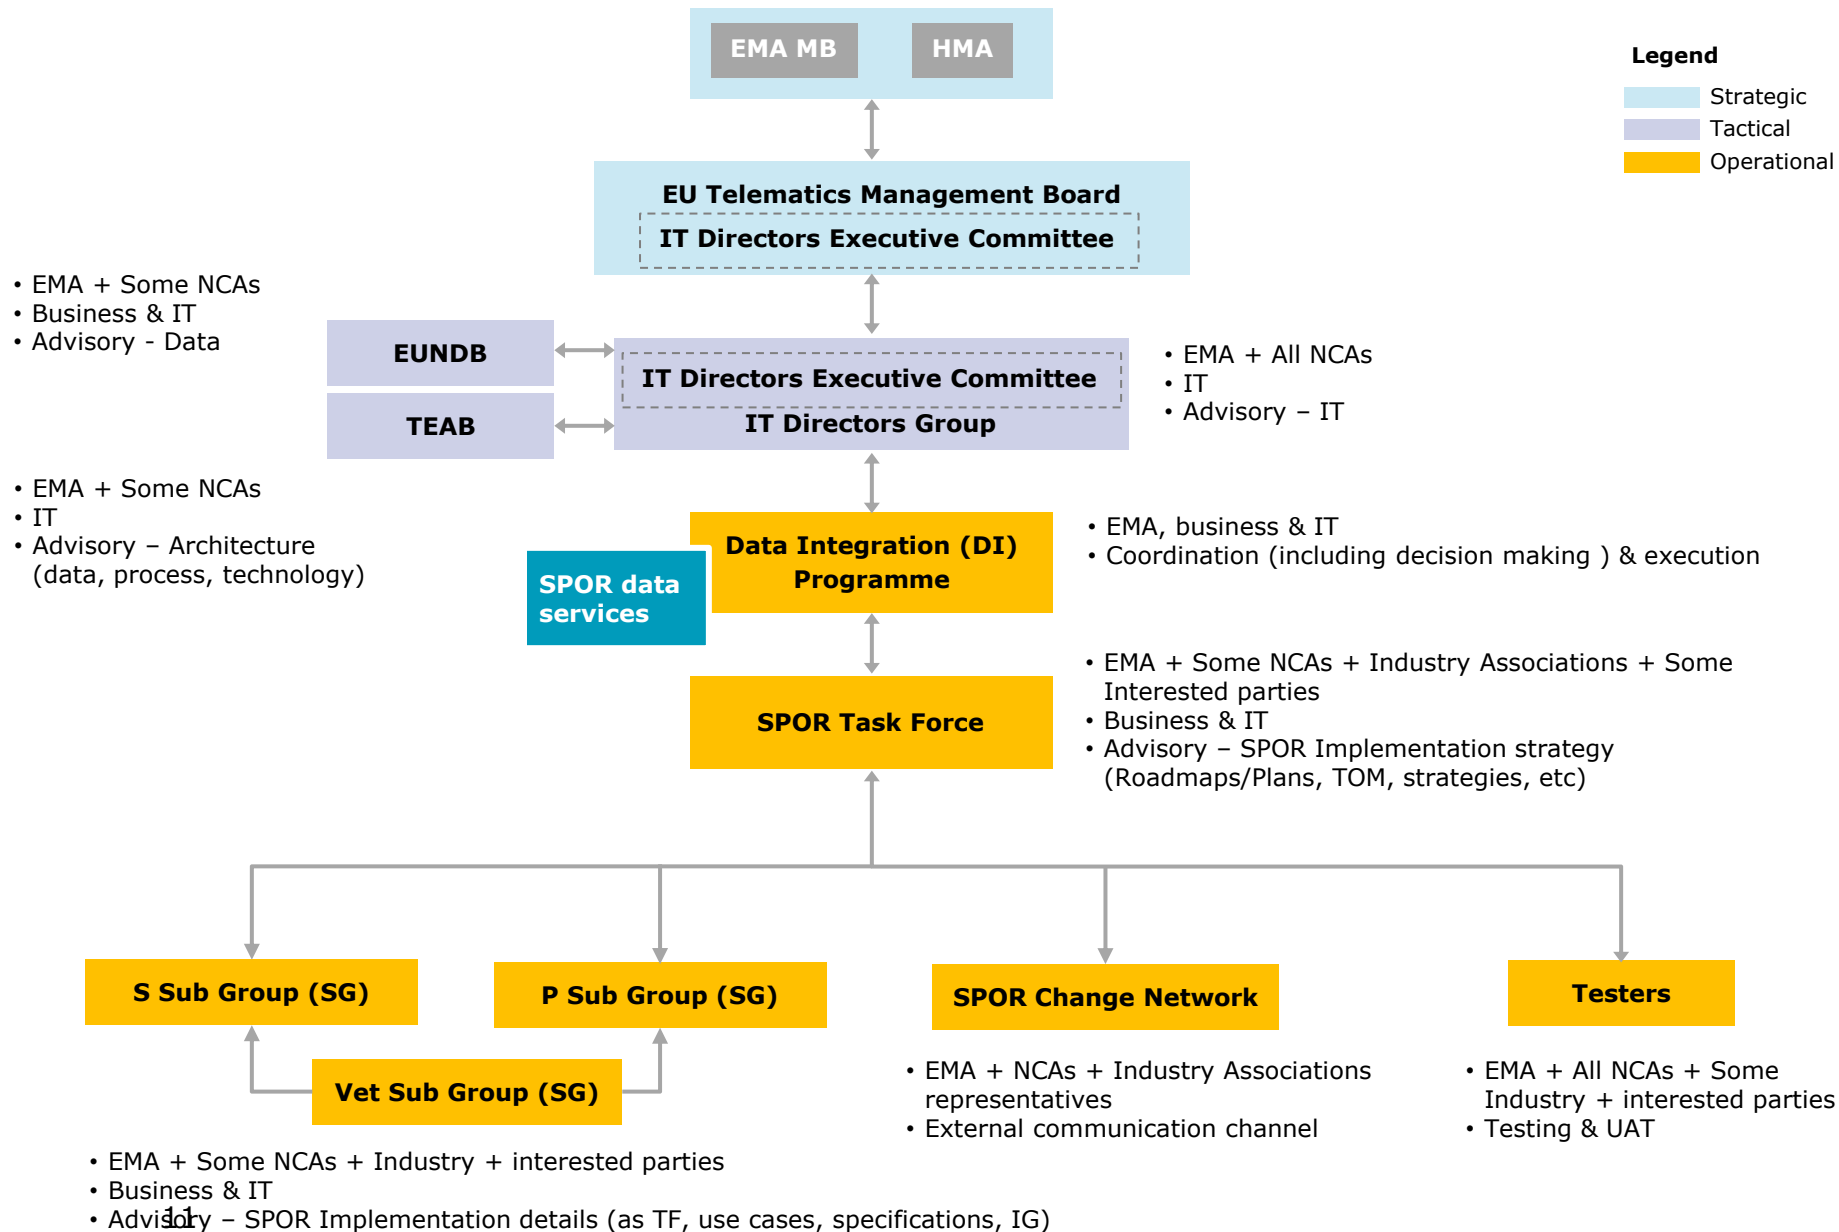 EMA MB
HMA
Legend
Strategic
Tactical
Operational
EU Telematics Management Board
IT Directors Executive Committee
• EMA + Some NCAs
• Business & IT
• Advisory - Data
EUNDB
TEAB
IT Directors Executive Committee
IT Directors Group
• EMA + All NCAs
• IT
• Advisory – IT
• EMA + Some NCAs
• IT
• Advisory – Architecture
(data, process, technology)
Data Integration (DI)
Programme
SPOR data
services
• EMA, business & IT
• Coordination (including decision making ) & execution
SPOR Task Force
• EMA + Some NCAs + Industry Associations + Some
Interested parties
• Business & IT
• Advisory – SPOR Implementation strategy
(Roadmaps/Plans, TOM, strategies, etc)
S Sub Group (SG)
P Sub Group (SG)
SPOR Change Network
Testers
Vet Sub Group (SG)
• EMA + NCAs + Industry Associations
representatives
• External communication channel
• EMA + All NCAs + Some
Industry + interested parties
• Testing & UAT
• EMA + Some NCAs + Industry + interested parties
• Business & IT
• Advisory – SPOR Implementation details (as TF, use cases, specifications, IG)
11